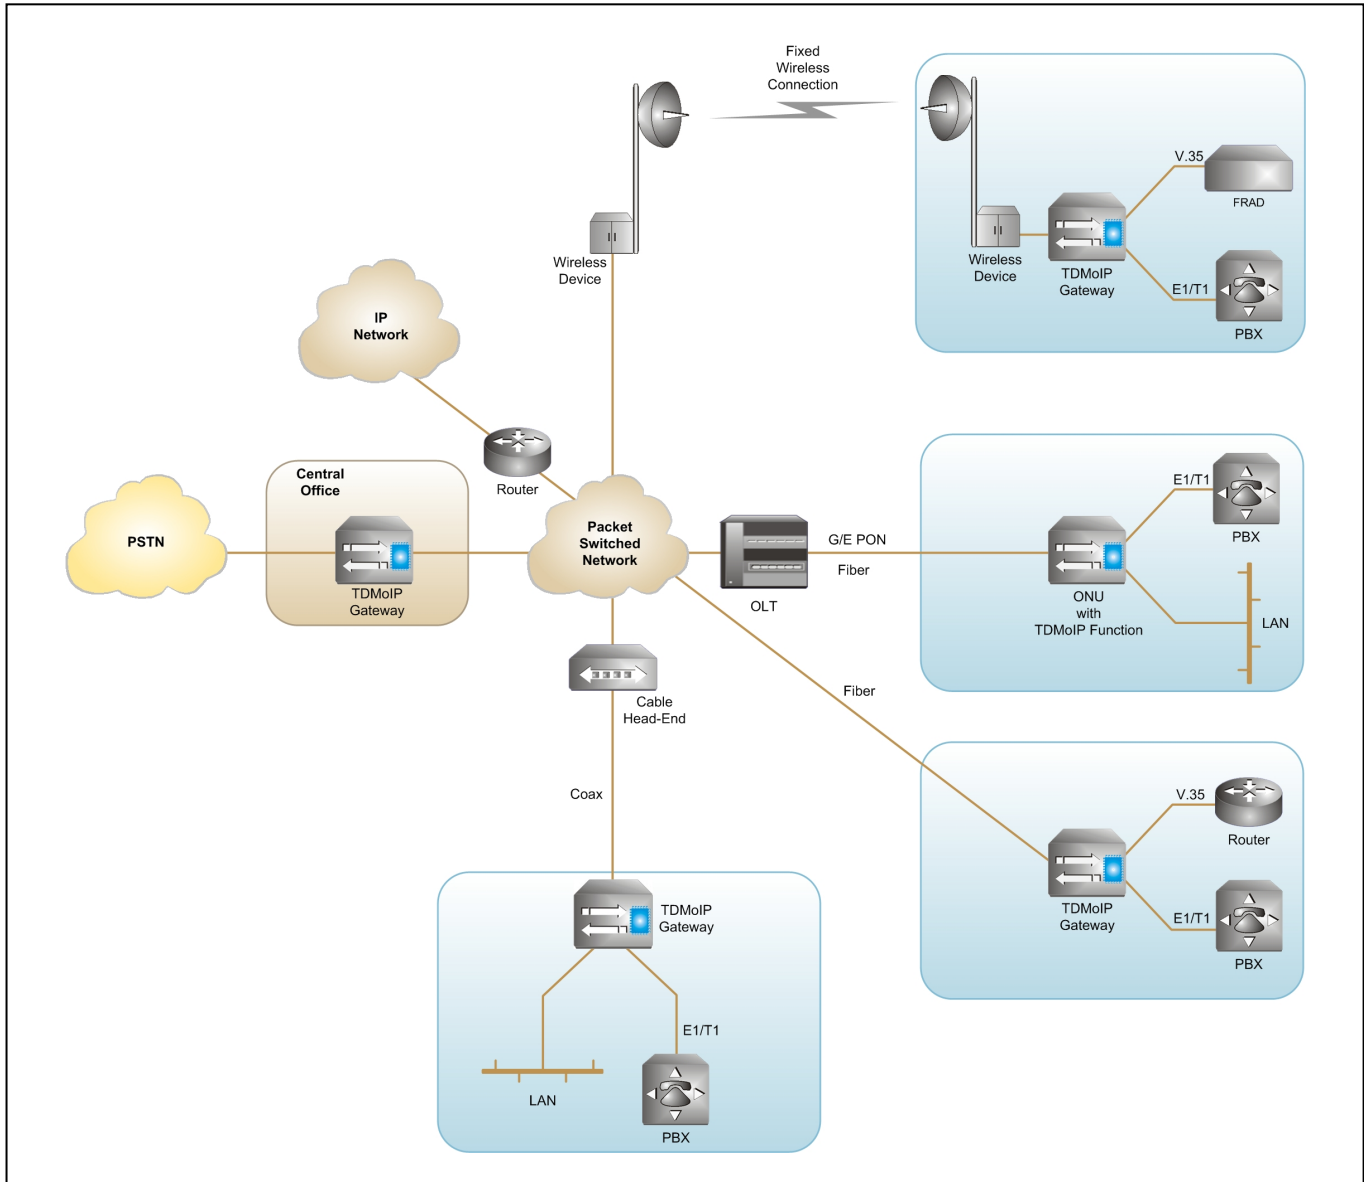 Fixed
Wireless
Connection
V.35
FRAD
Wireless
Device
Wireless
Device
TDMoIP
Gateway
E1/T1
PBX
IP
Network
Router
Central
Office
PSTN
TDMoIP
Gateway
Packet
Switched
Network
OLT
G/E PON
Fiber
E1/T1
PBX
ONU
with
TDMoIP Function
LAN
Cable
Head-End
Fiber
Coax
V.35
Router
TDMoIP
Gateway
E1/T1
PBX
TDMoIP
Gateway
E1/T1
LAN
PBX